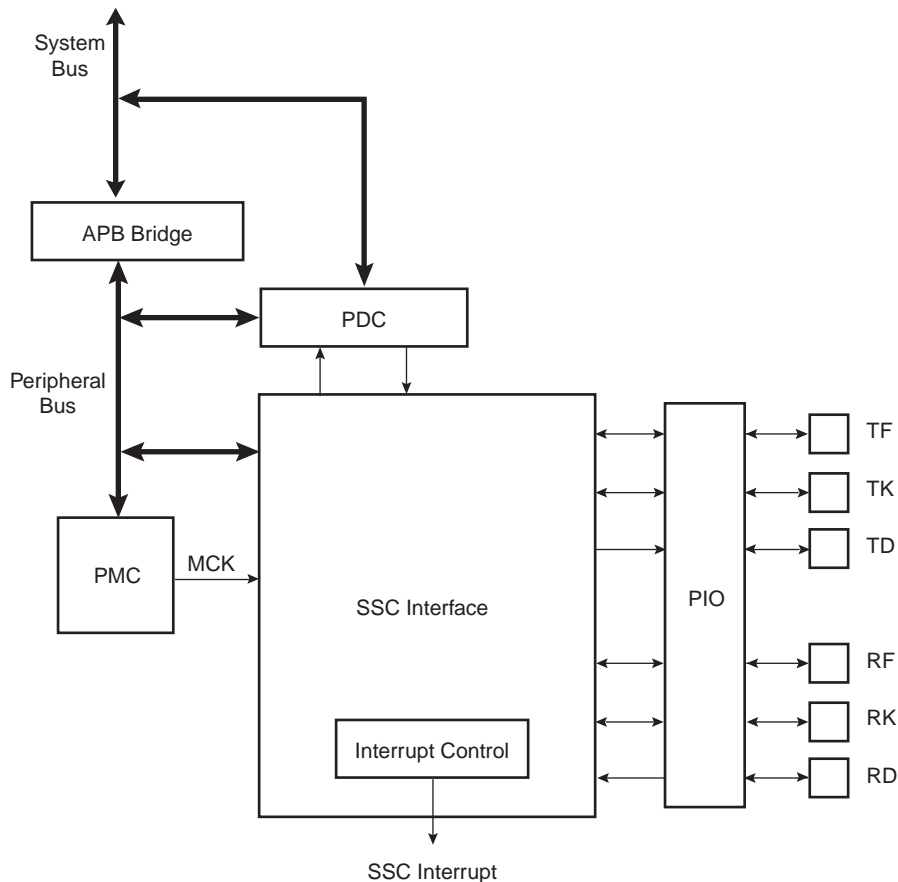 System
Bus
APB Bridge
PDC
Peripheral
Bus
TF
TK
TD
PMC
MCK
SSC Interface
PIO
RF
RK
RD
Interrupt Control
SSC Interrupt